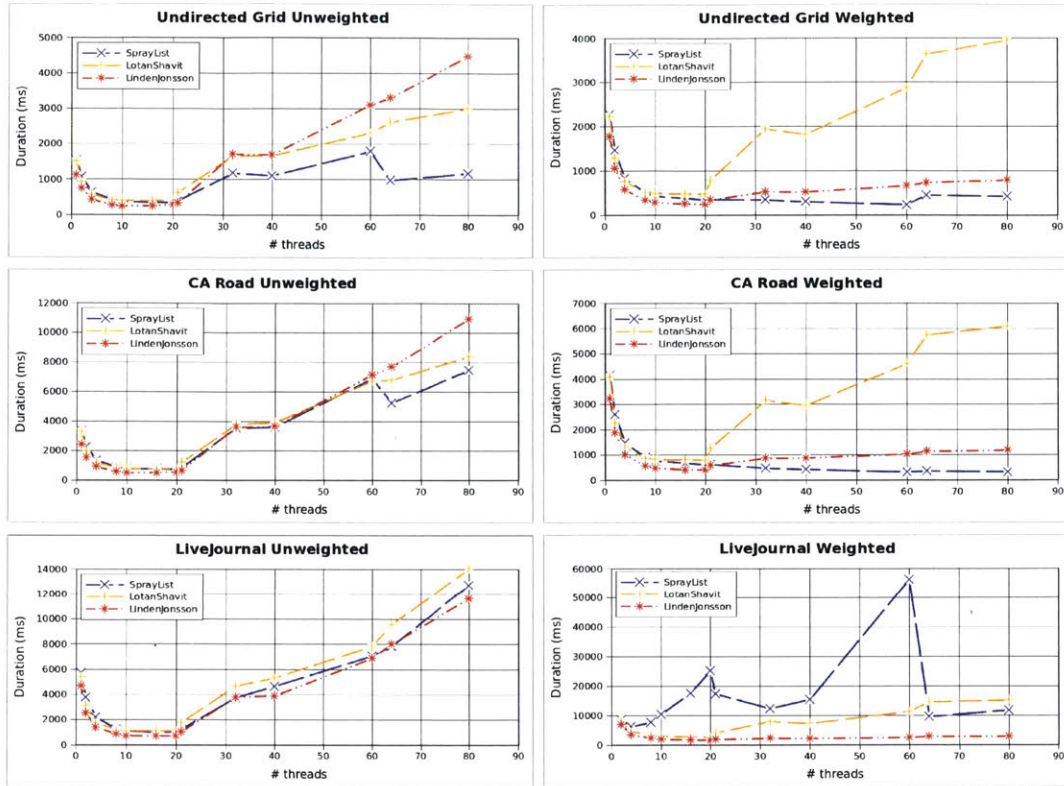 Undirected Grid Unweighted
5000
4000
3000
2000
1000
0
Duration (ms)
SprayList
LotanShavit
LindenJonsson
0 10 20 30 40 50 60 70 80 90
# threads
Undirected Grid Weighted
4000
3000
2000
1000
0
Duration (ms)
SprayList
LotanShavit
LindenJonsson
0 10 20 30 40 50 60 70 80 90
# threads
CA Road Unweighted
12000
10000
8000
6000
4000
2000
0
Duration (ms)
SprayList
LotanShavit
LindenJonsson
0 10 20 30 40 50 60 70 80 90
# threads
CA Road Weighted
7000
6000
5000
4000
3000
2000
1000
0
Duration (ms)
SprayList
LotanShavit
LindenJonsson
0 10 20 30 40 50 60 70 80 90
# threads
LiveJournal Unweighted
14000
12000
10000
8000
6000
4000
2000
0
Duration (ms)
SprayList
LotanShavit
LindenJonsson
0 10 20 30 40 50 60 70 80 90
# threads
LiveJournal Weighted
60000
50000
40000
30000
20000
10000
0
Duration (ms)
SprayList
LotanShavit
LindenJonsson
0 10 20 30 40 50 60 70 80 90
# threads